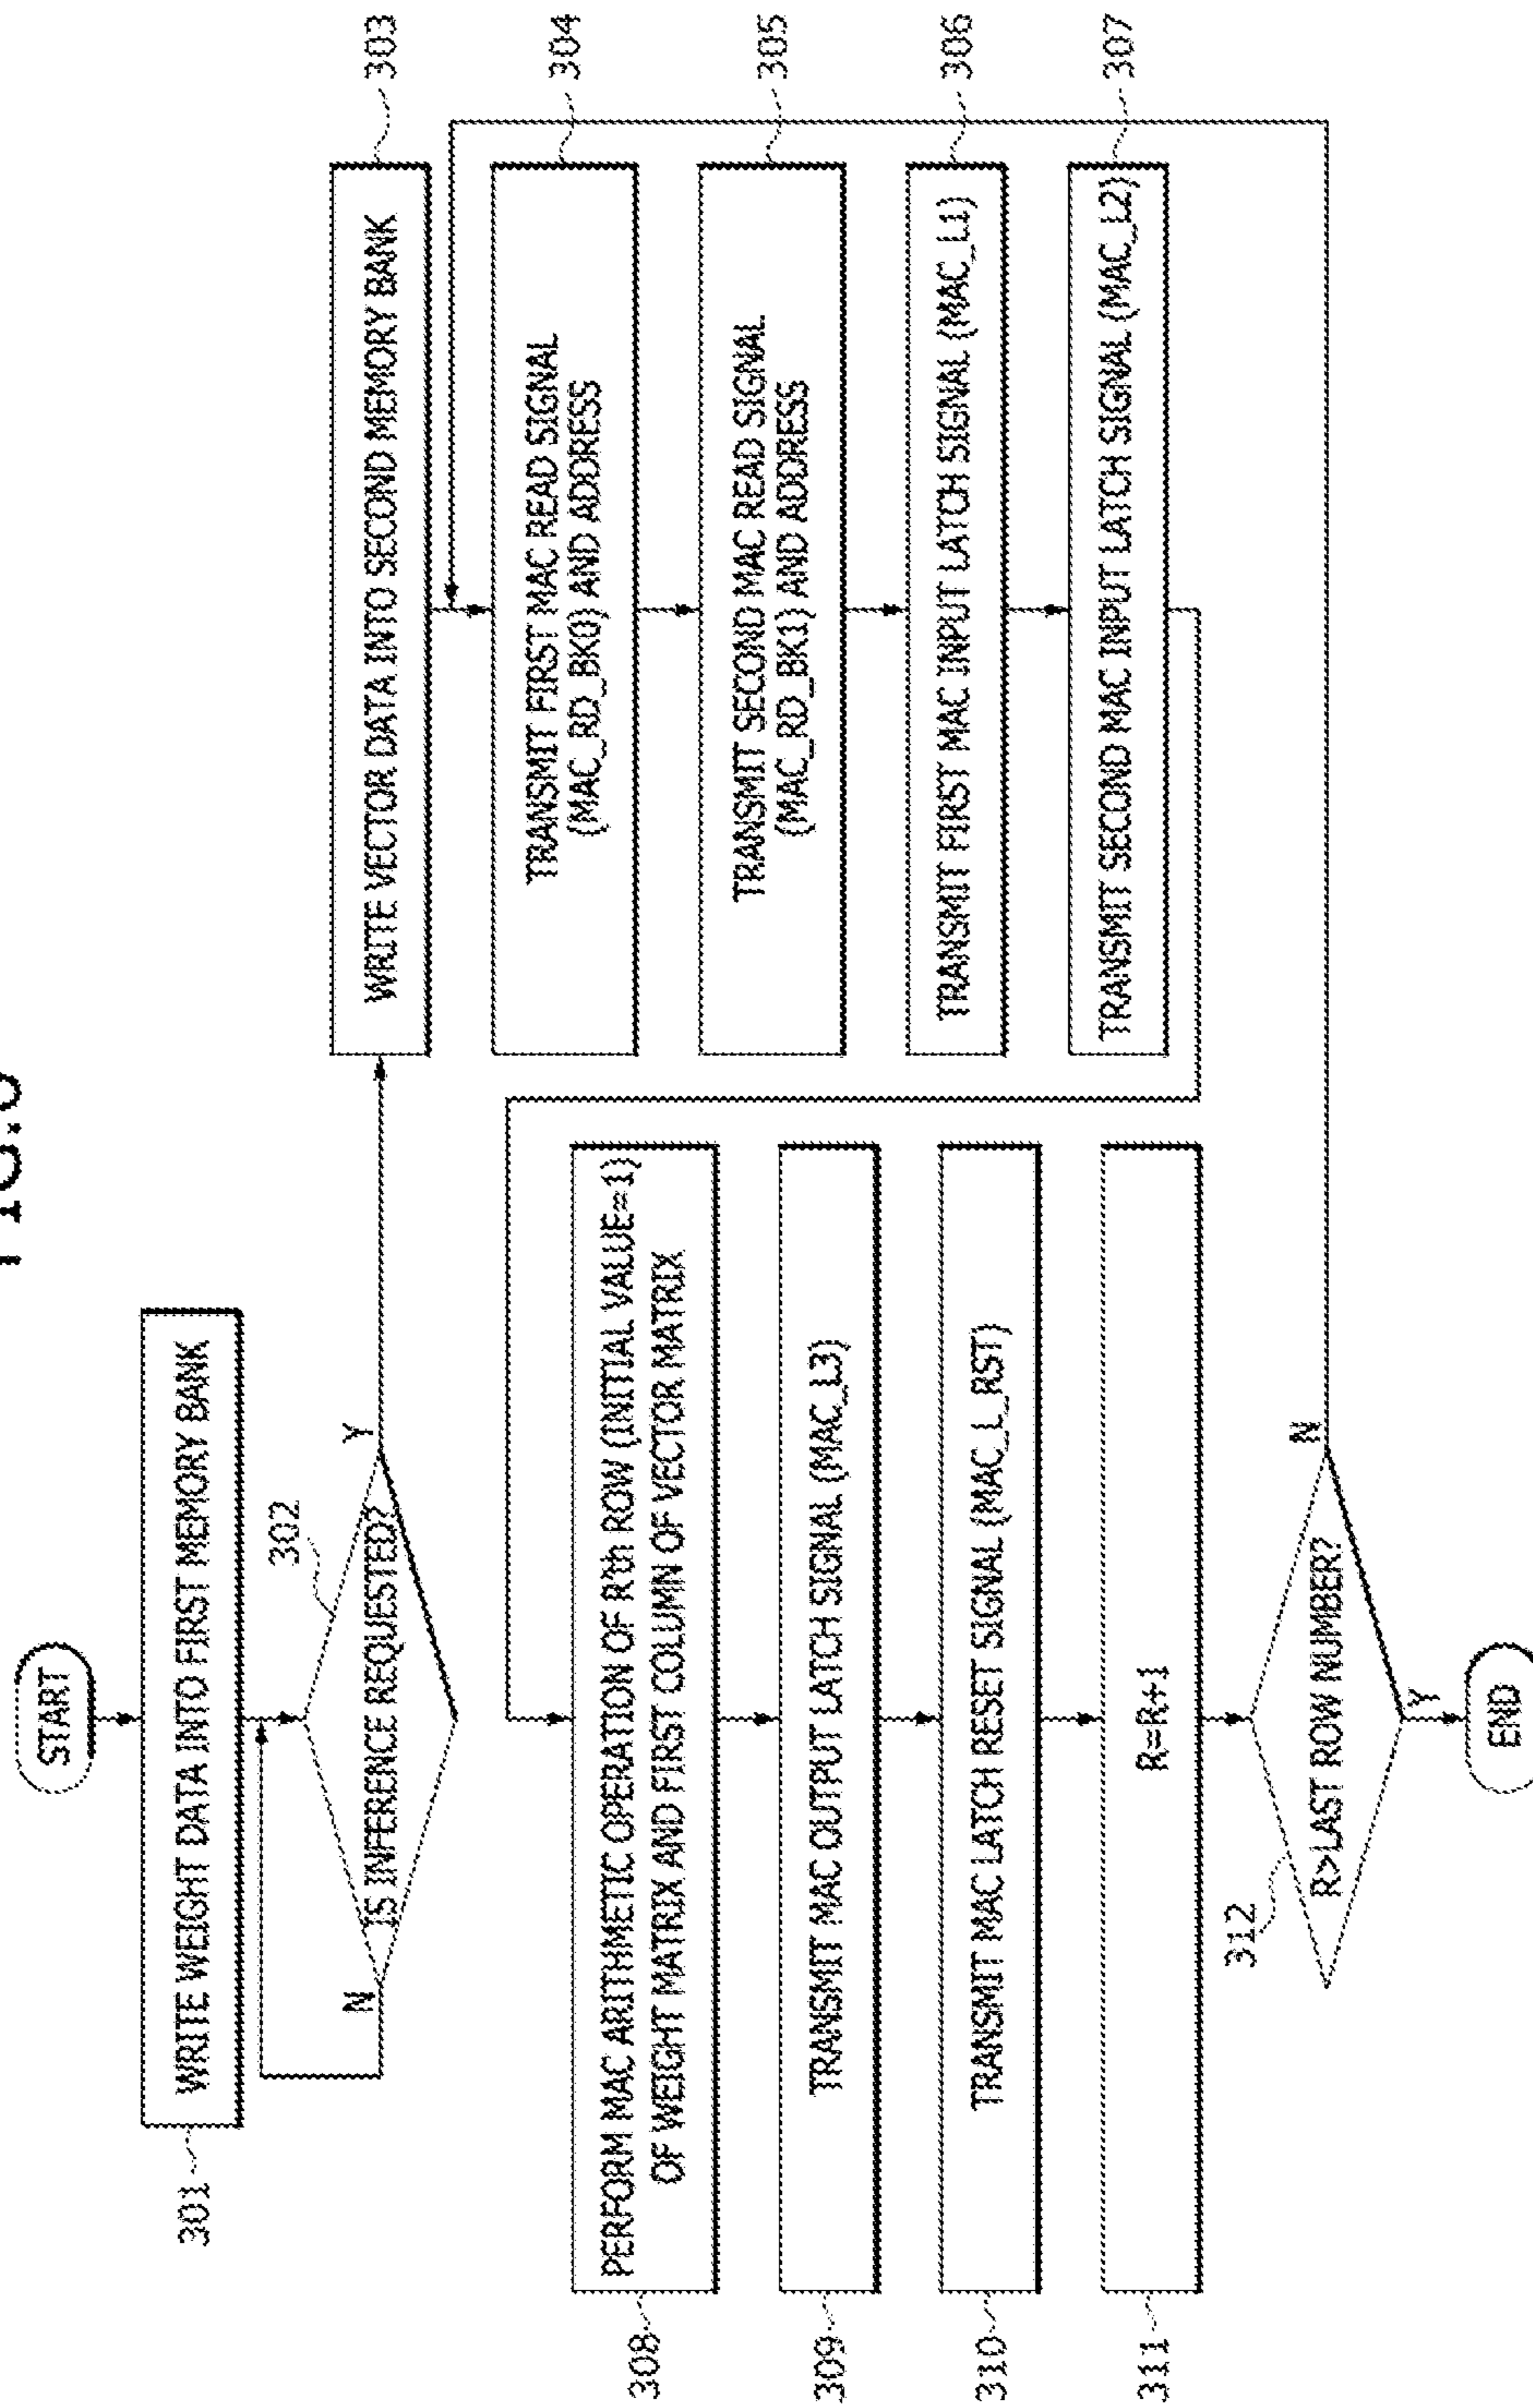 START
WRITE WEIGHT DATA INTO FIRST MEMORY BANK
301
IS INFERENCE REQUESTED?
302
N
Y
WRITE VECTOR DATA INTO SECOND MEMORY BANK
303
TRANSMIT FIRST MAC READ SIGNAL
(MAC_RD_BK0) AND ADDRESS
304
TRANSMIT SECOND MAC READ SIGNAL
(MAC_RD_BK1) AND ADDRESS
305
TRANSMIT FIRST MAC INPUT LATCH SIGNAL (MAC_L1)
306
TRANSMIT SECOND MAC INPUT LATCH SIGNAL (MAC_L2)
307
PERFORM MAC ARITHMETIC OPERATION OF R'th ROW (INITIAL VALUE=1)
OF WEIGHT MATRIX AND FIRST COLUMN OF VECTOR MATRIX
308
TRANSMIT MAC OUTPUT LATCH SIGNAL (MAC_L3)
309
TRANSMIT MAC LATCH RESET SIGNAL (MAC_L_RST)
310
R=R+1
311
R>LAST ROW NUMBER?
312
N
Y
END